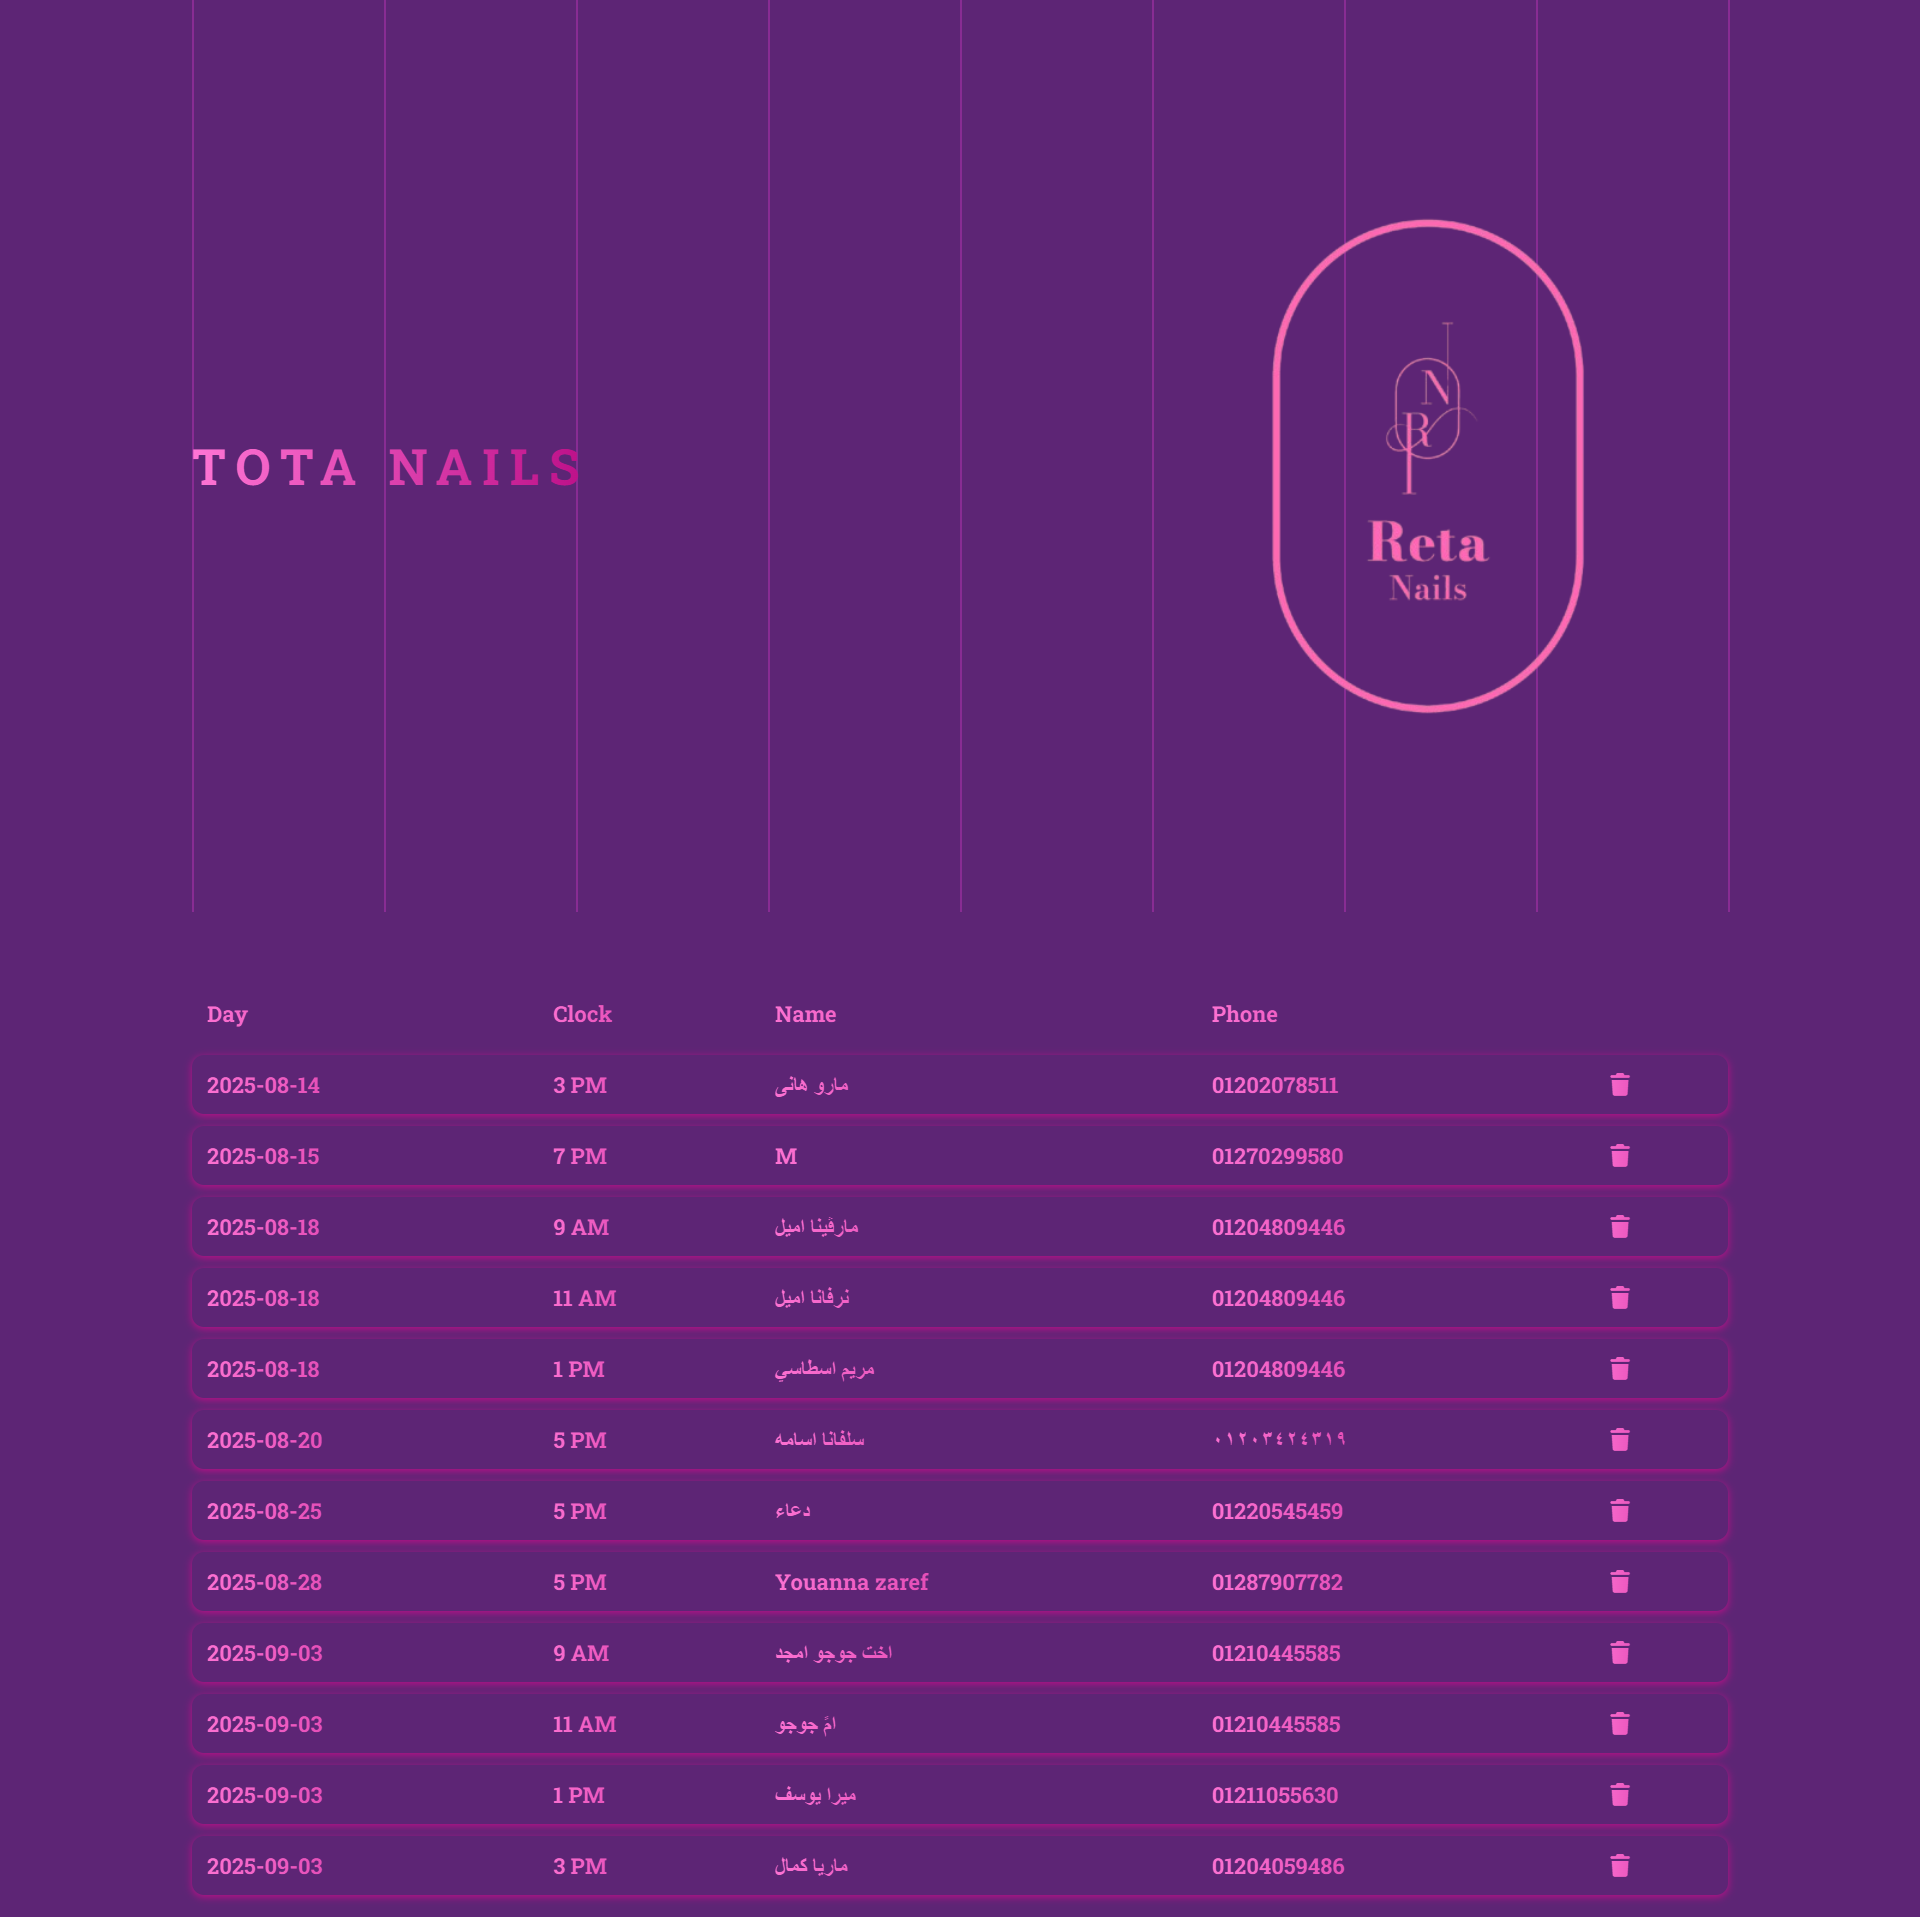 TOTA NAILS
N
R
Reta
Nails
Day Clock Name Phone
2025-08-14 3 PM مارو هانى 01202078511
2025-08-15 7 PM M 01270299580
2025-08-18 9 AM مارڤينا اميل 01204809446
2025-08-18 11 AM نرفانا اميل 01204809446
2025-08-18 1 PM مريم اسطاسي 01204809446
2025-08-20 5 PM سلفانا اسامه ٠١٢٠٣٤٢٤٣١٩
2025-08-25 5 PM دعاء 01220545459
2025-08-28 5 PM Youanna zaref 01287907782
2025-09-03 9 AM اخت جوجو امجد 01210445585
2025-09-03 11 AM امً جوجو 01210445585
2025-09-03 1 PM ميرا يوسف 01211055630
2025-09-03 3 PM ماريا كمال 01204059486